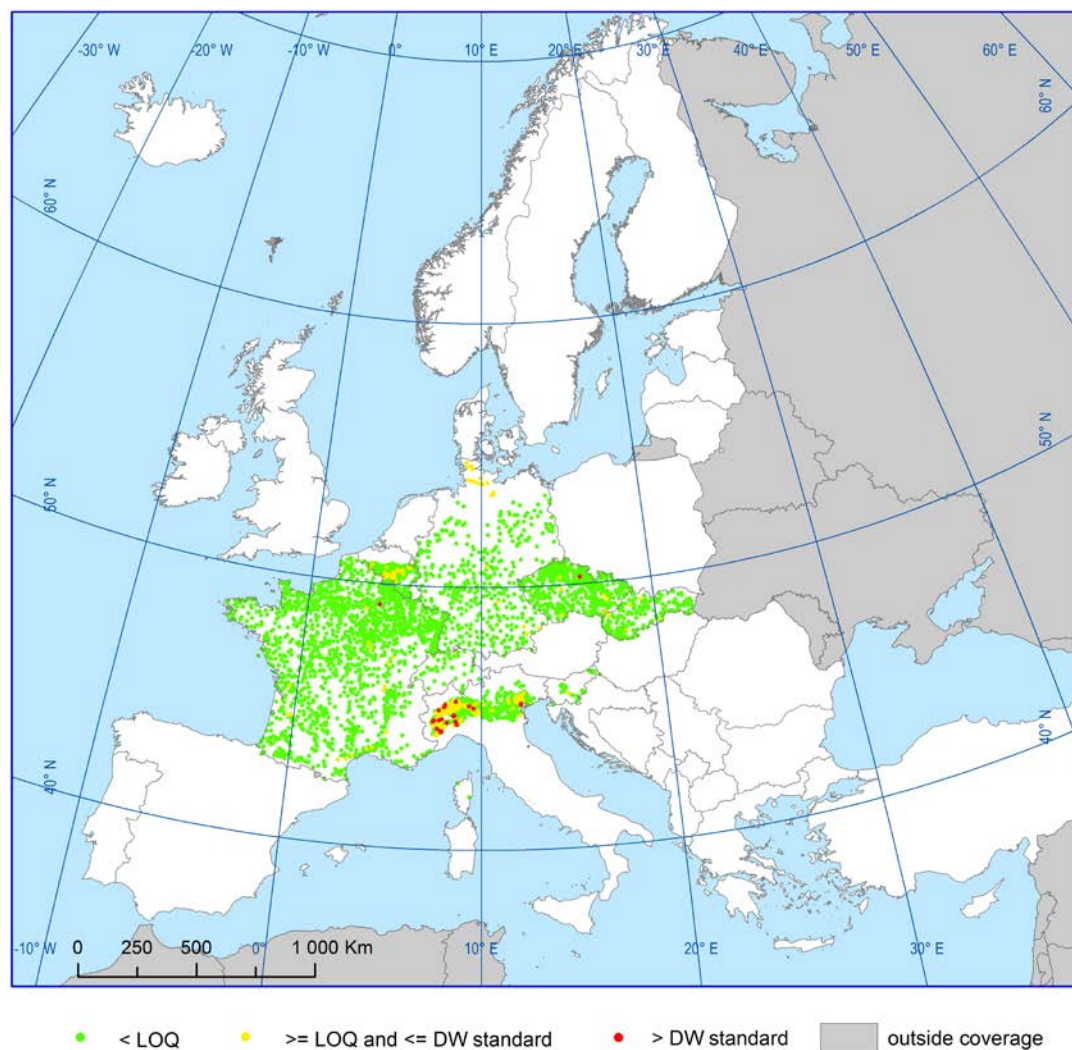 -30° W -20° W -10° W 0° 10° E 20° E 30° E 40° E 50° E 60° E
60° N
60° N
50° N
50° N
40° N
40° N
0 250 500 1 000 Km
-10° W 0° 10° E 20° E 30° E
< LOQ >= LOQ and <= DW standard > DW standard outside coverage